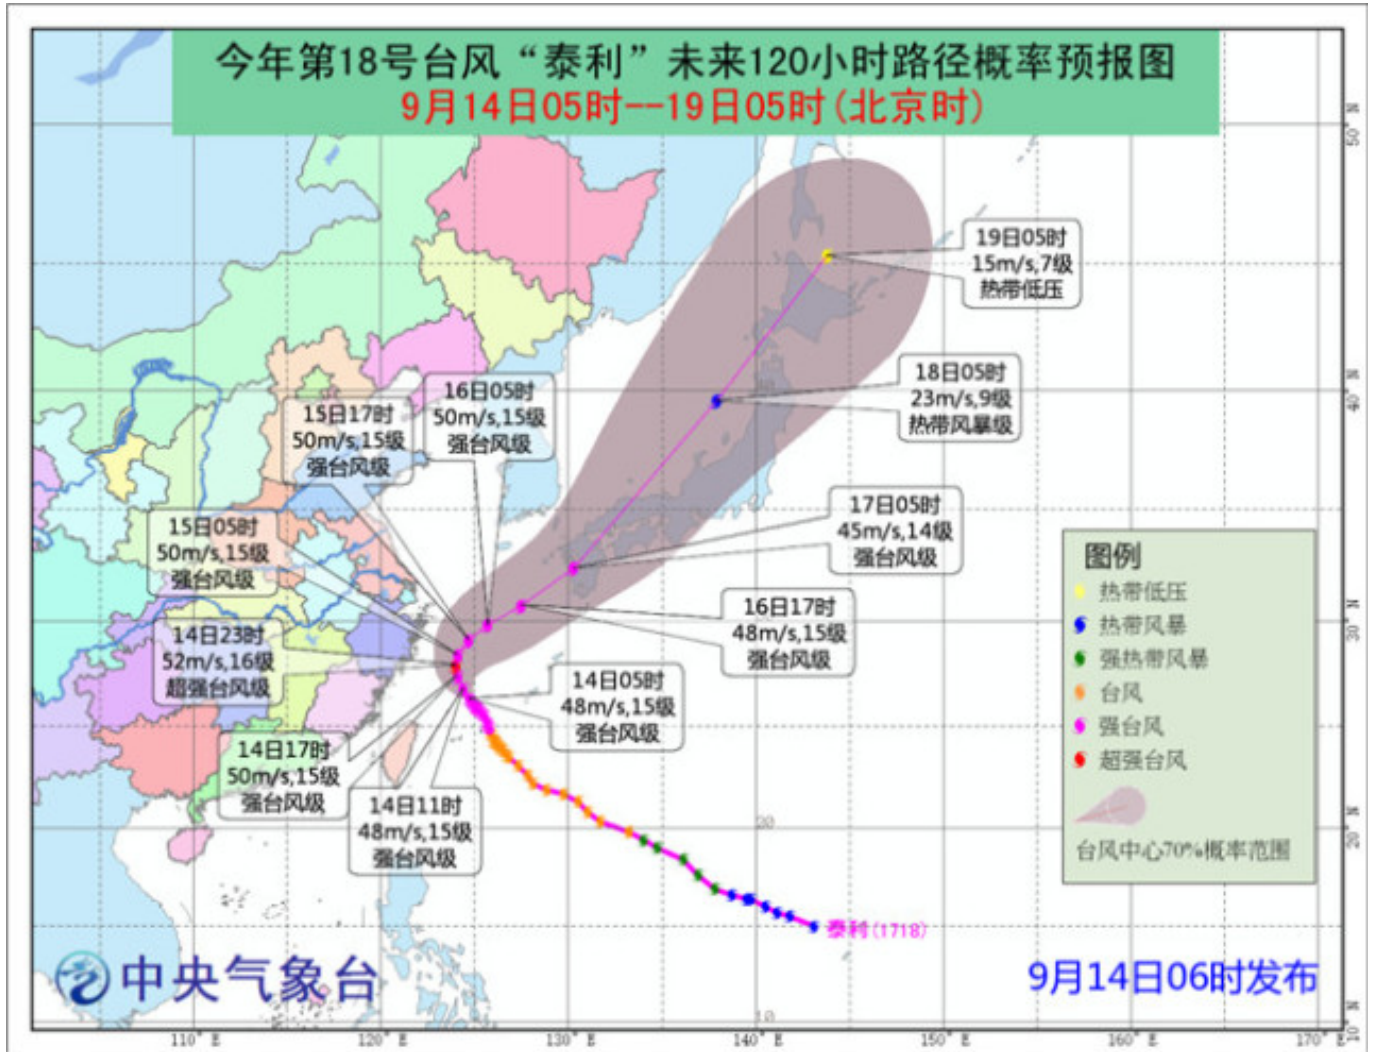 今年第18号台风“泰利”未来120小时路径概率预报图
9月14日05时--19日05时(北京时)
50°N
19日05时
15m/s,7级
热带低压
18日05时
23m/s,9级
热带风暴级
40°N
16日05时
50m/s,15级
强台风级
15日17时
50m/s,15级
强台风级
17日05时
45m/s,14级
强台风级
15日05时
50m/s,15级
强台风级
16日17时
48m/s,15级
强台风级
30°N
14日23时
52m/s,16级
超强台风级
14日05时
48m/s,15级
强台风级
14日17时
50m/s,15级
强台风级
14日11时
48m/s,15级
强台风级
图例
热带低压
热带风暴
强热带风暴
台风
强台风
超强台风
台风中心70%概率范围
20
20°N
泰利(1718)
中央气象台
9月14日06时发布
10
10°N
110°E
120°E
130°E
140°E
150°E
160°E
170°E